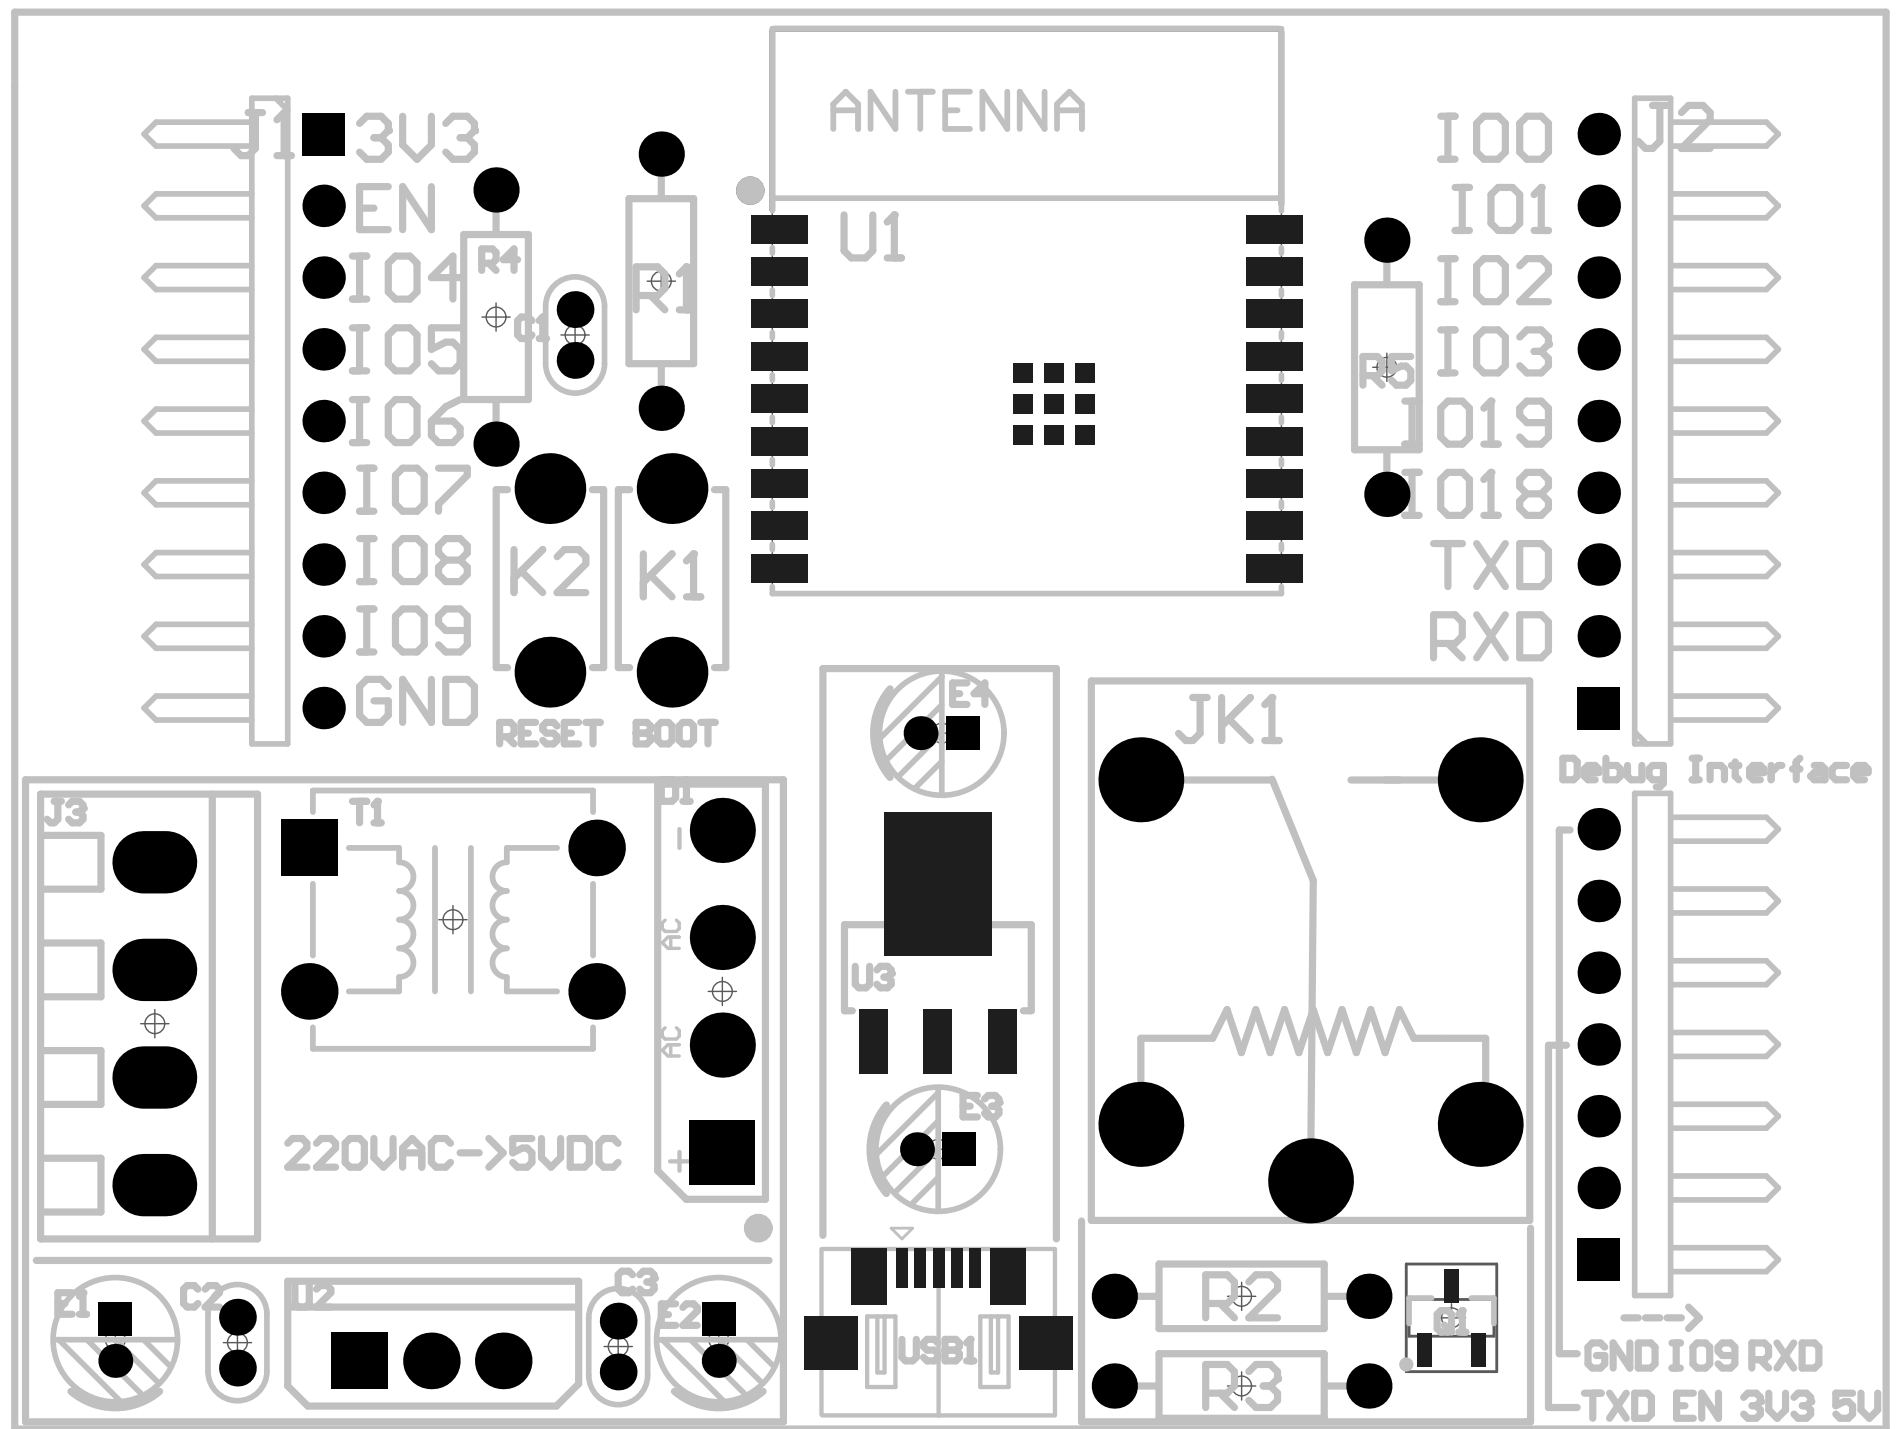 ANTENNA
J1
3V3
EN
IO4
IO5
IO6
IO7
IO8
IO9
GND
R4
C1
R1
U1
K2
K1
RESET
BOOT
R5
IO0
IO1
IO2
IO3
IO19
IO18
TXD
RXD
J2
Debug Interface
J3
T1
D1
-
AC
AC
+
220VAC->5VDC
E4
U3
E3
JK1
E1
C2
U2
C3
E2
USB1
R2
R3
Q1
--->
GND IO9 RXD
TXD EN 3V3 5V